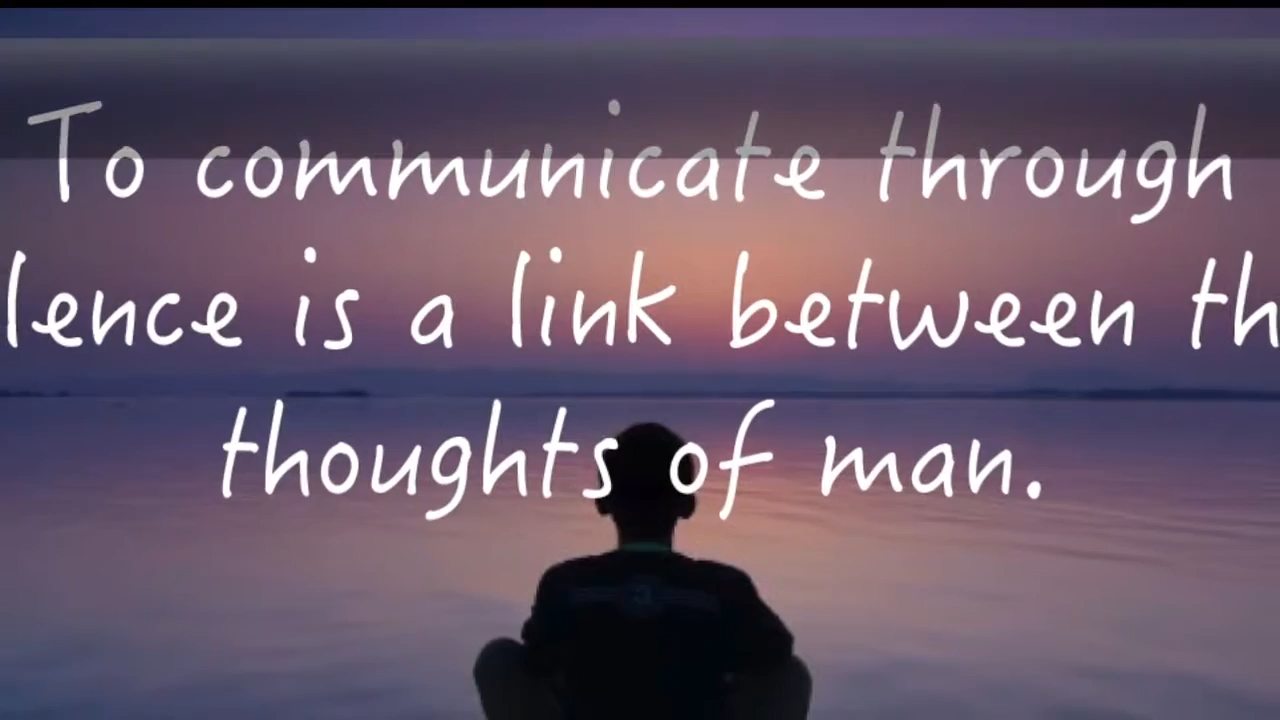 To communicate through
lence is a link between th
thoughts of man.